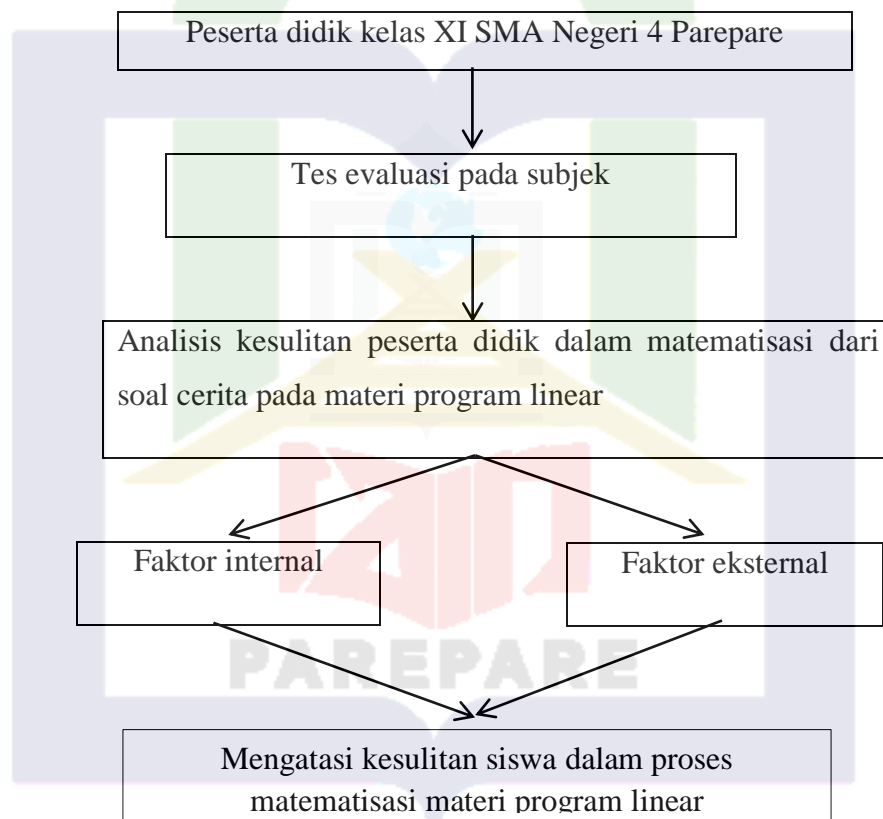 Peserta didik kelas XI SMA Negeri 4 Parepare
Tes evaluasi pada subjek
Analisis kesulitan peserta didik dalam matematisasi dari
soal cerita pada materi program linear
Faktor internal
Faktor eksternal
PAREPARE
Mengatasi kesulitan siswa dalam proses
matematisasi materi program linear